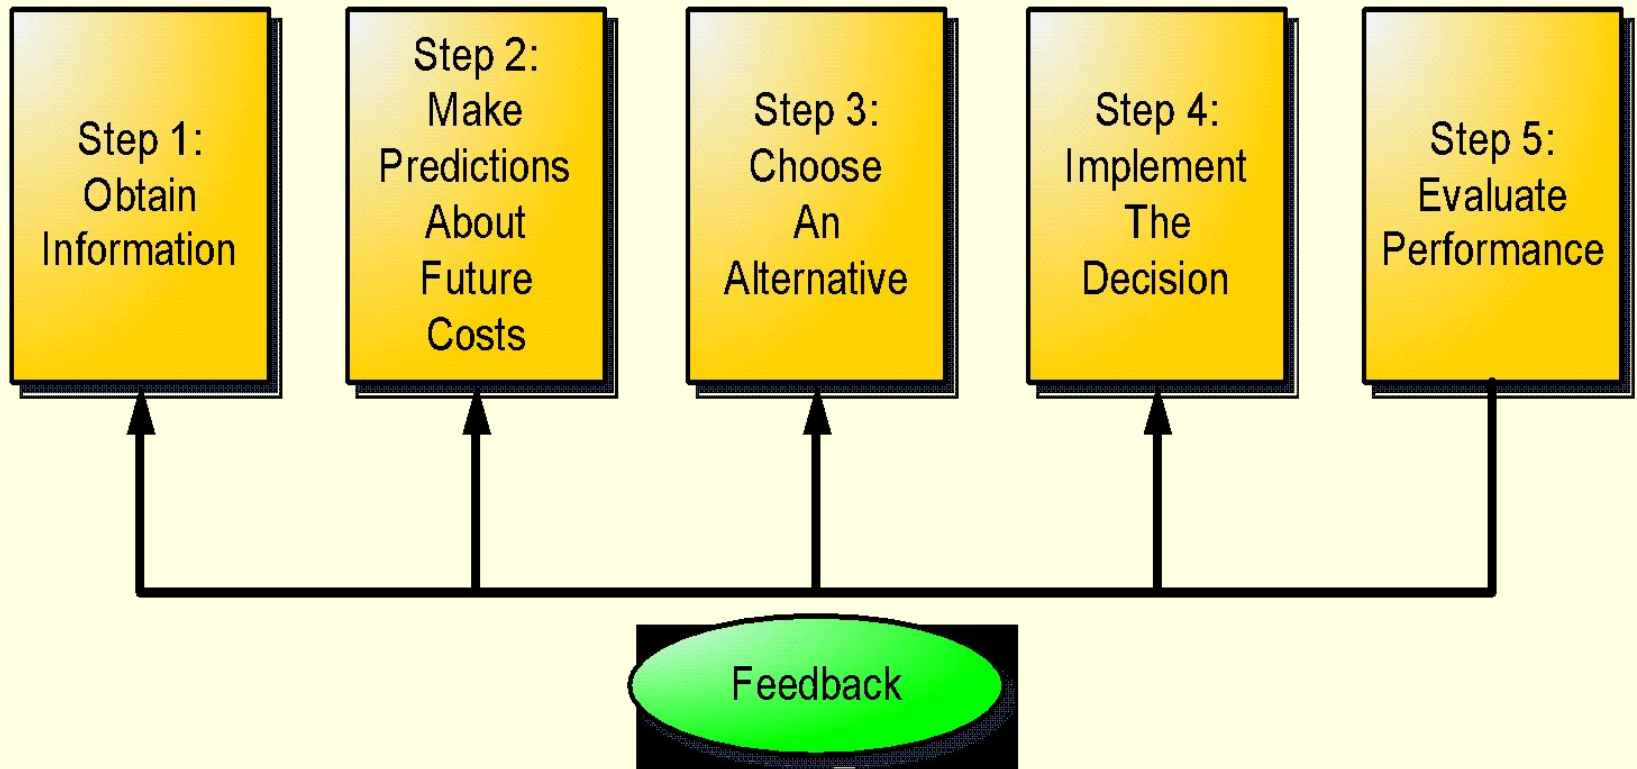 Step 1:
Obtain
Information
Step 2:
Make
Predictions
About
Future
Costs
Step 3:
Choose
An
Alternative
Step 4:
Implement
The
Decision
Step 5:
Evaluate
Performance
Feedback